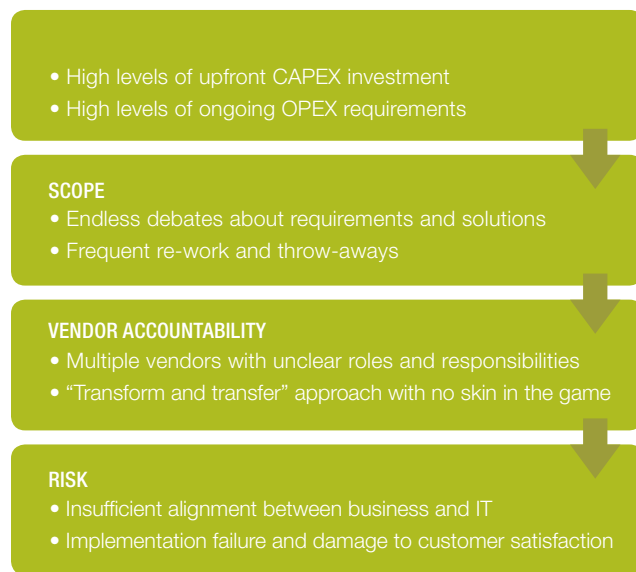 • High levels of upfront CAPEX investment
• High levels of ongoing OPEX requirements
SCOPE
• Endless debates about requirements and solutions
• Frequent re-work and throw-aways
VENDOR ACCOUNTABILITY
• Multiple vendors with unclear roles and responsibilities
• “Transform and transfer” approach with no skin in the game
RISK
• Insufficient alignment between business and IT
• Implementation failure and damage to customer satisfaction